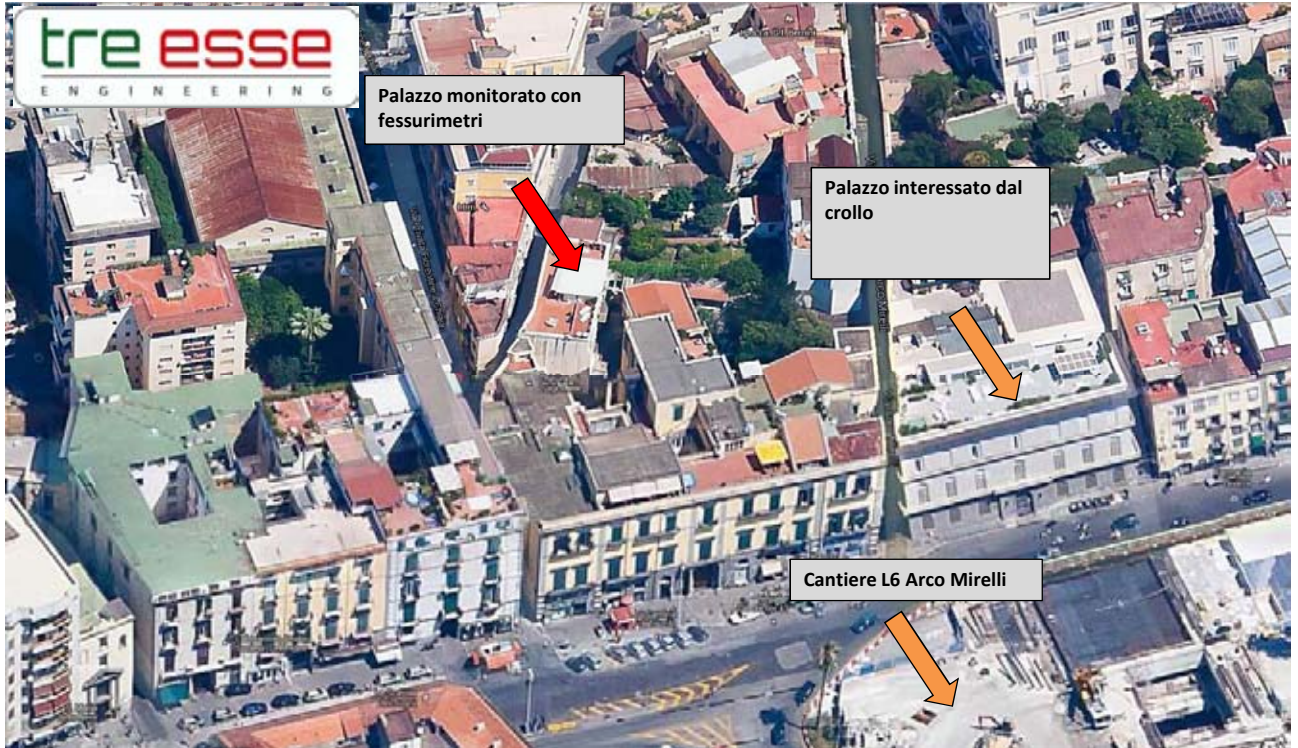 tre esse
ENGINEERING
Palazzo monitorato con
fessurimetri
Palazzo interessato dal
crollo
Cantiere L6 Arco Mirelli